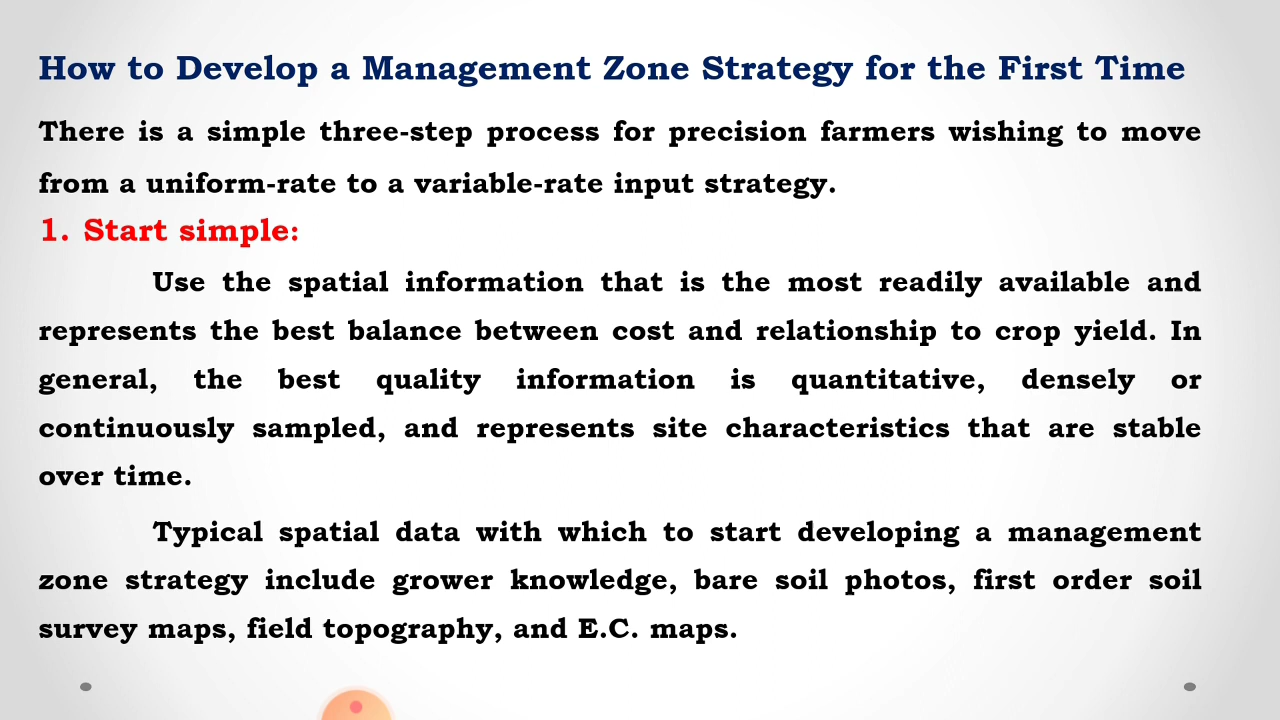 How to Develop a Management Zone Strategy for the First Time
There is a simple three-step process for precision farmers wishing to move
from a uniform-rate to a variable-rate input strategy.
1. Start simple:
Use the spatial information that is the most readily available and
represents the best balance between cost and relationship to crop yield. In
general, the best quality information is quantitative, densely or
continuously sampled, and represents site characteristics that are stable
over time.
Typical spatial data with which to start developing a management
zone strategy include grower knowledge, bare soil photos, first order soil
survey maps, field topography, and E.C. maps.